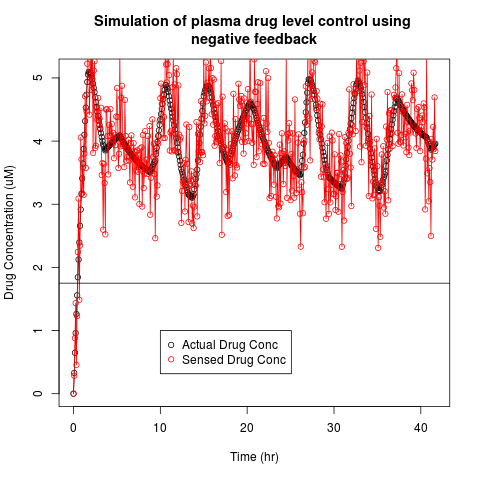 Simulation of plasma drug level control using
negative feedback
Drug Concentration (uM)
5
4
3
2
1
0
Actual Drug Conc
Sensed Drug Conc
0 10 20 30 40
Time (hr)